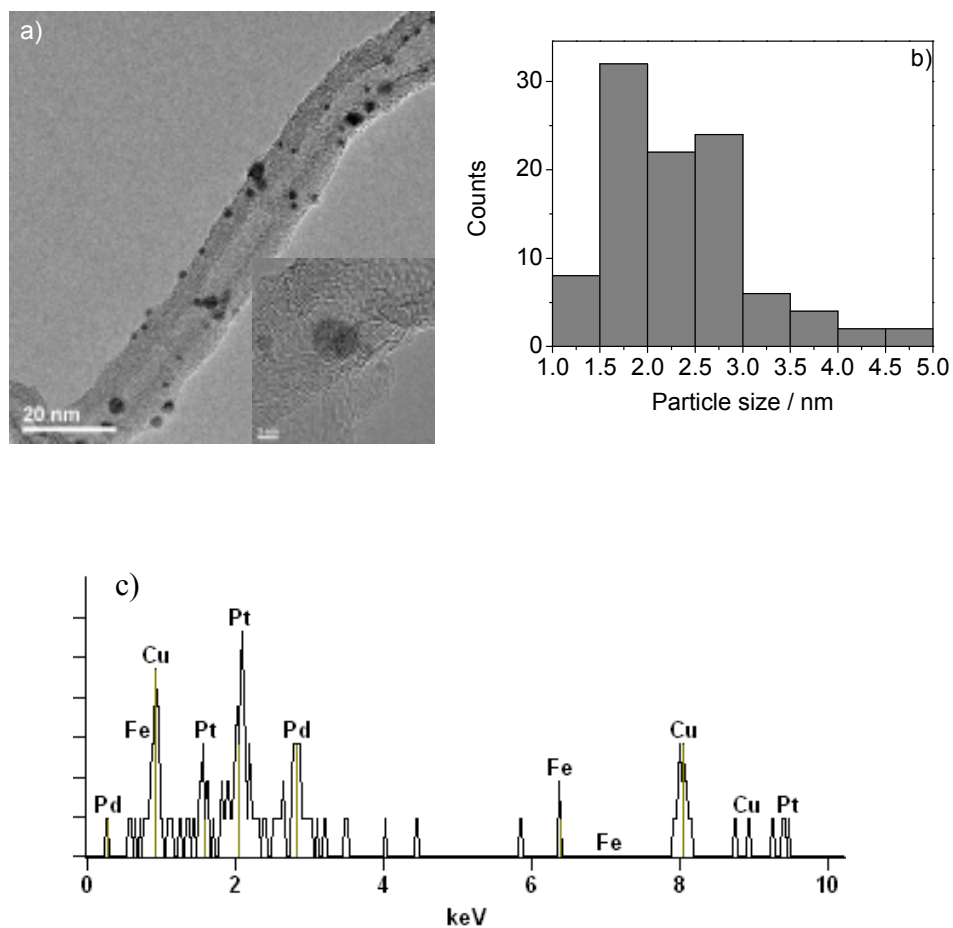 a)
20 nm
b)
30
20
10
0
Counts
1.0 1.5 2.0 2.5 3.0 3.5 4.0 4.5 5.0
Particle size / nm
c)
Pt
Cu
Fe Pt Pd Cu
Fe
Pd Cu Pt
Fe
0 2 4 6 8 10
keV